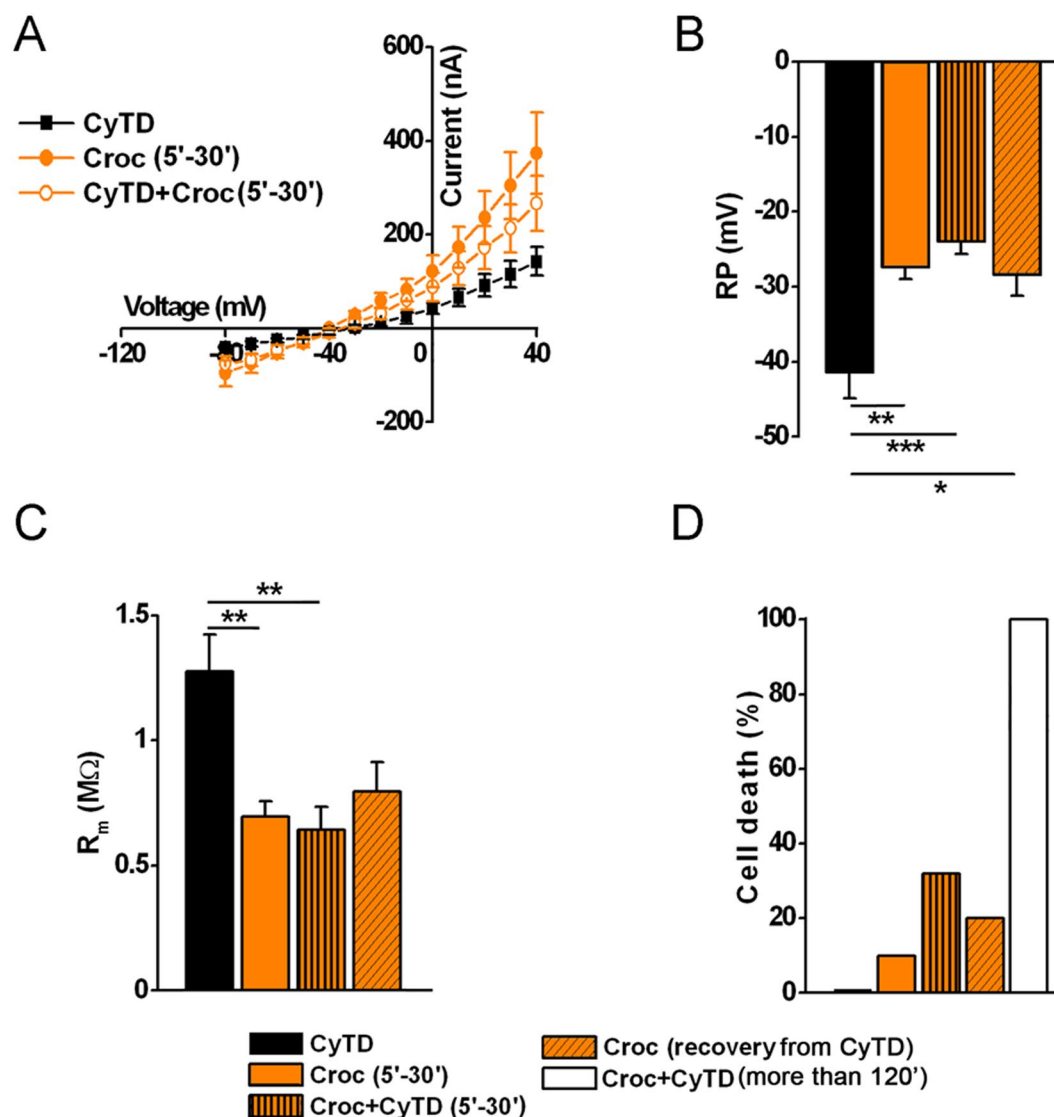 A
CyTD
Croc (5'-30')
CyTD+Croc (5'-30')
Current (nA)
600
400
200
-200
Voltage (mV)
-120
-80
-40
0
40
B
RP (mV)
0
-10
-20
-30
-40
-50
**
***
*
C
R_m (MΩ)
1.5
1
0.5
0
**
**
D
Cell death (%)
100
80
60
40
20
0
CyTD
Croc (5'-30')
Croc+CyTD (5'-30')
Croc (recovery from CyTD)
Croc+CyTD (more than 120')